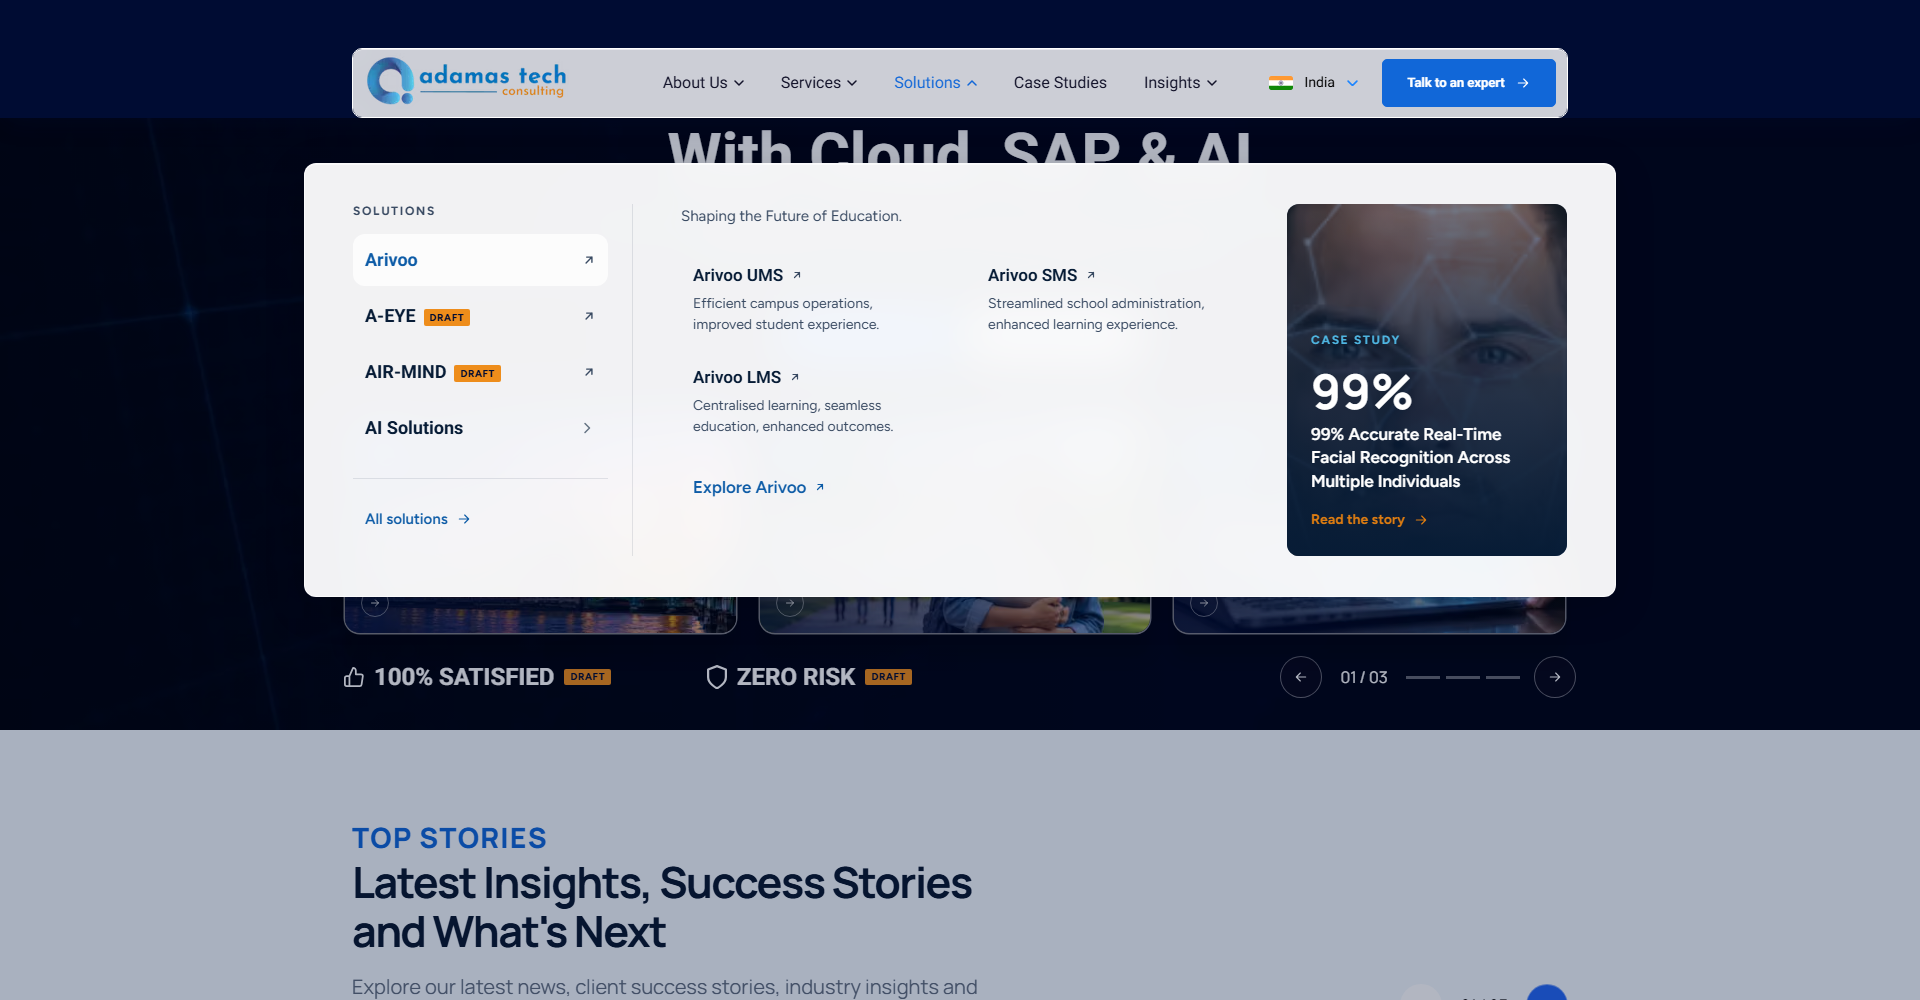 adamas tech
consulting
About Us
Services
Solutions
Case Studies
Insights
India
Talk to an expert
With Cloud, SAP & AI
SOLUTIONS
Arivoo
A-EYE DRAFT
AIR-MIND DRAFT
AI Solutions
All solutions
Shaping the Future of Education.
Arivoo UMS
Efficient campus operations,
improved student experience.
Arivoo SMS
Streamlined school administration,
enhanced learning experience.
Arivoo LMS
Centralised learning, seamless
education, enhanced outcomes.
Explore Arivoo
CASE STUDY
99%
99% Accurate Real-Time
Facial Recognition Across
Multiple Individuals
Read the story
100% SATISFIED DRAFT
ZERO RISK DRAFT
01 / 03
TOP STORIES
Latest Insights, Success Stories
and What's Next
Explore our latest news, client success stories, industry insights and